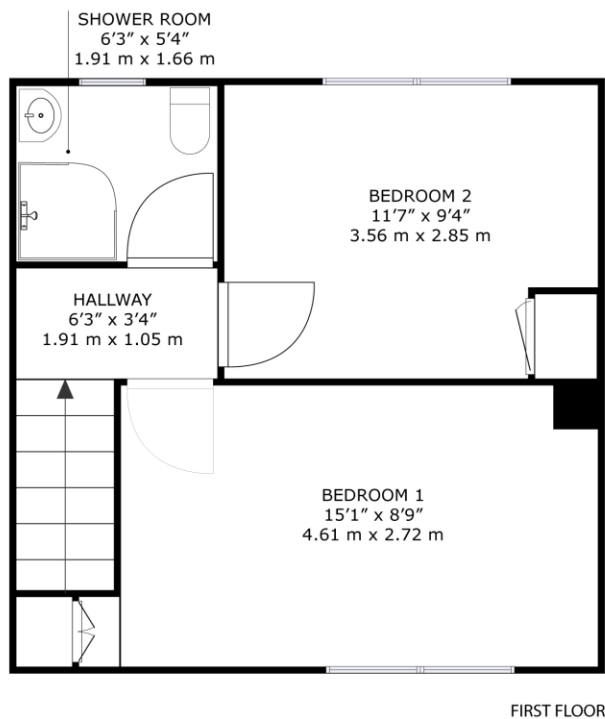 SHOWER ROOM
6’3” x 5’4”
1.91 m x 1.66 m
BEDROOM 2
11’7” x 9’4”
3.56 m x 2.85 m
HALLWAY
6’3” x 3’4”
1.91 m x 1.05 m
BEDROOM 1
15’1” x 8’9”
4.61 m x 2.72 m
FIRST FLOOR